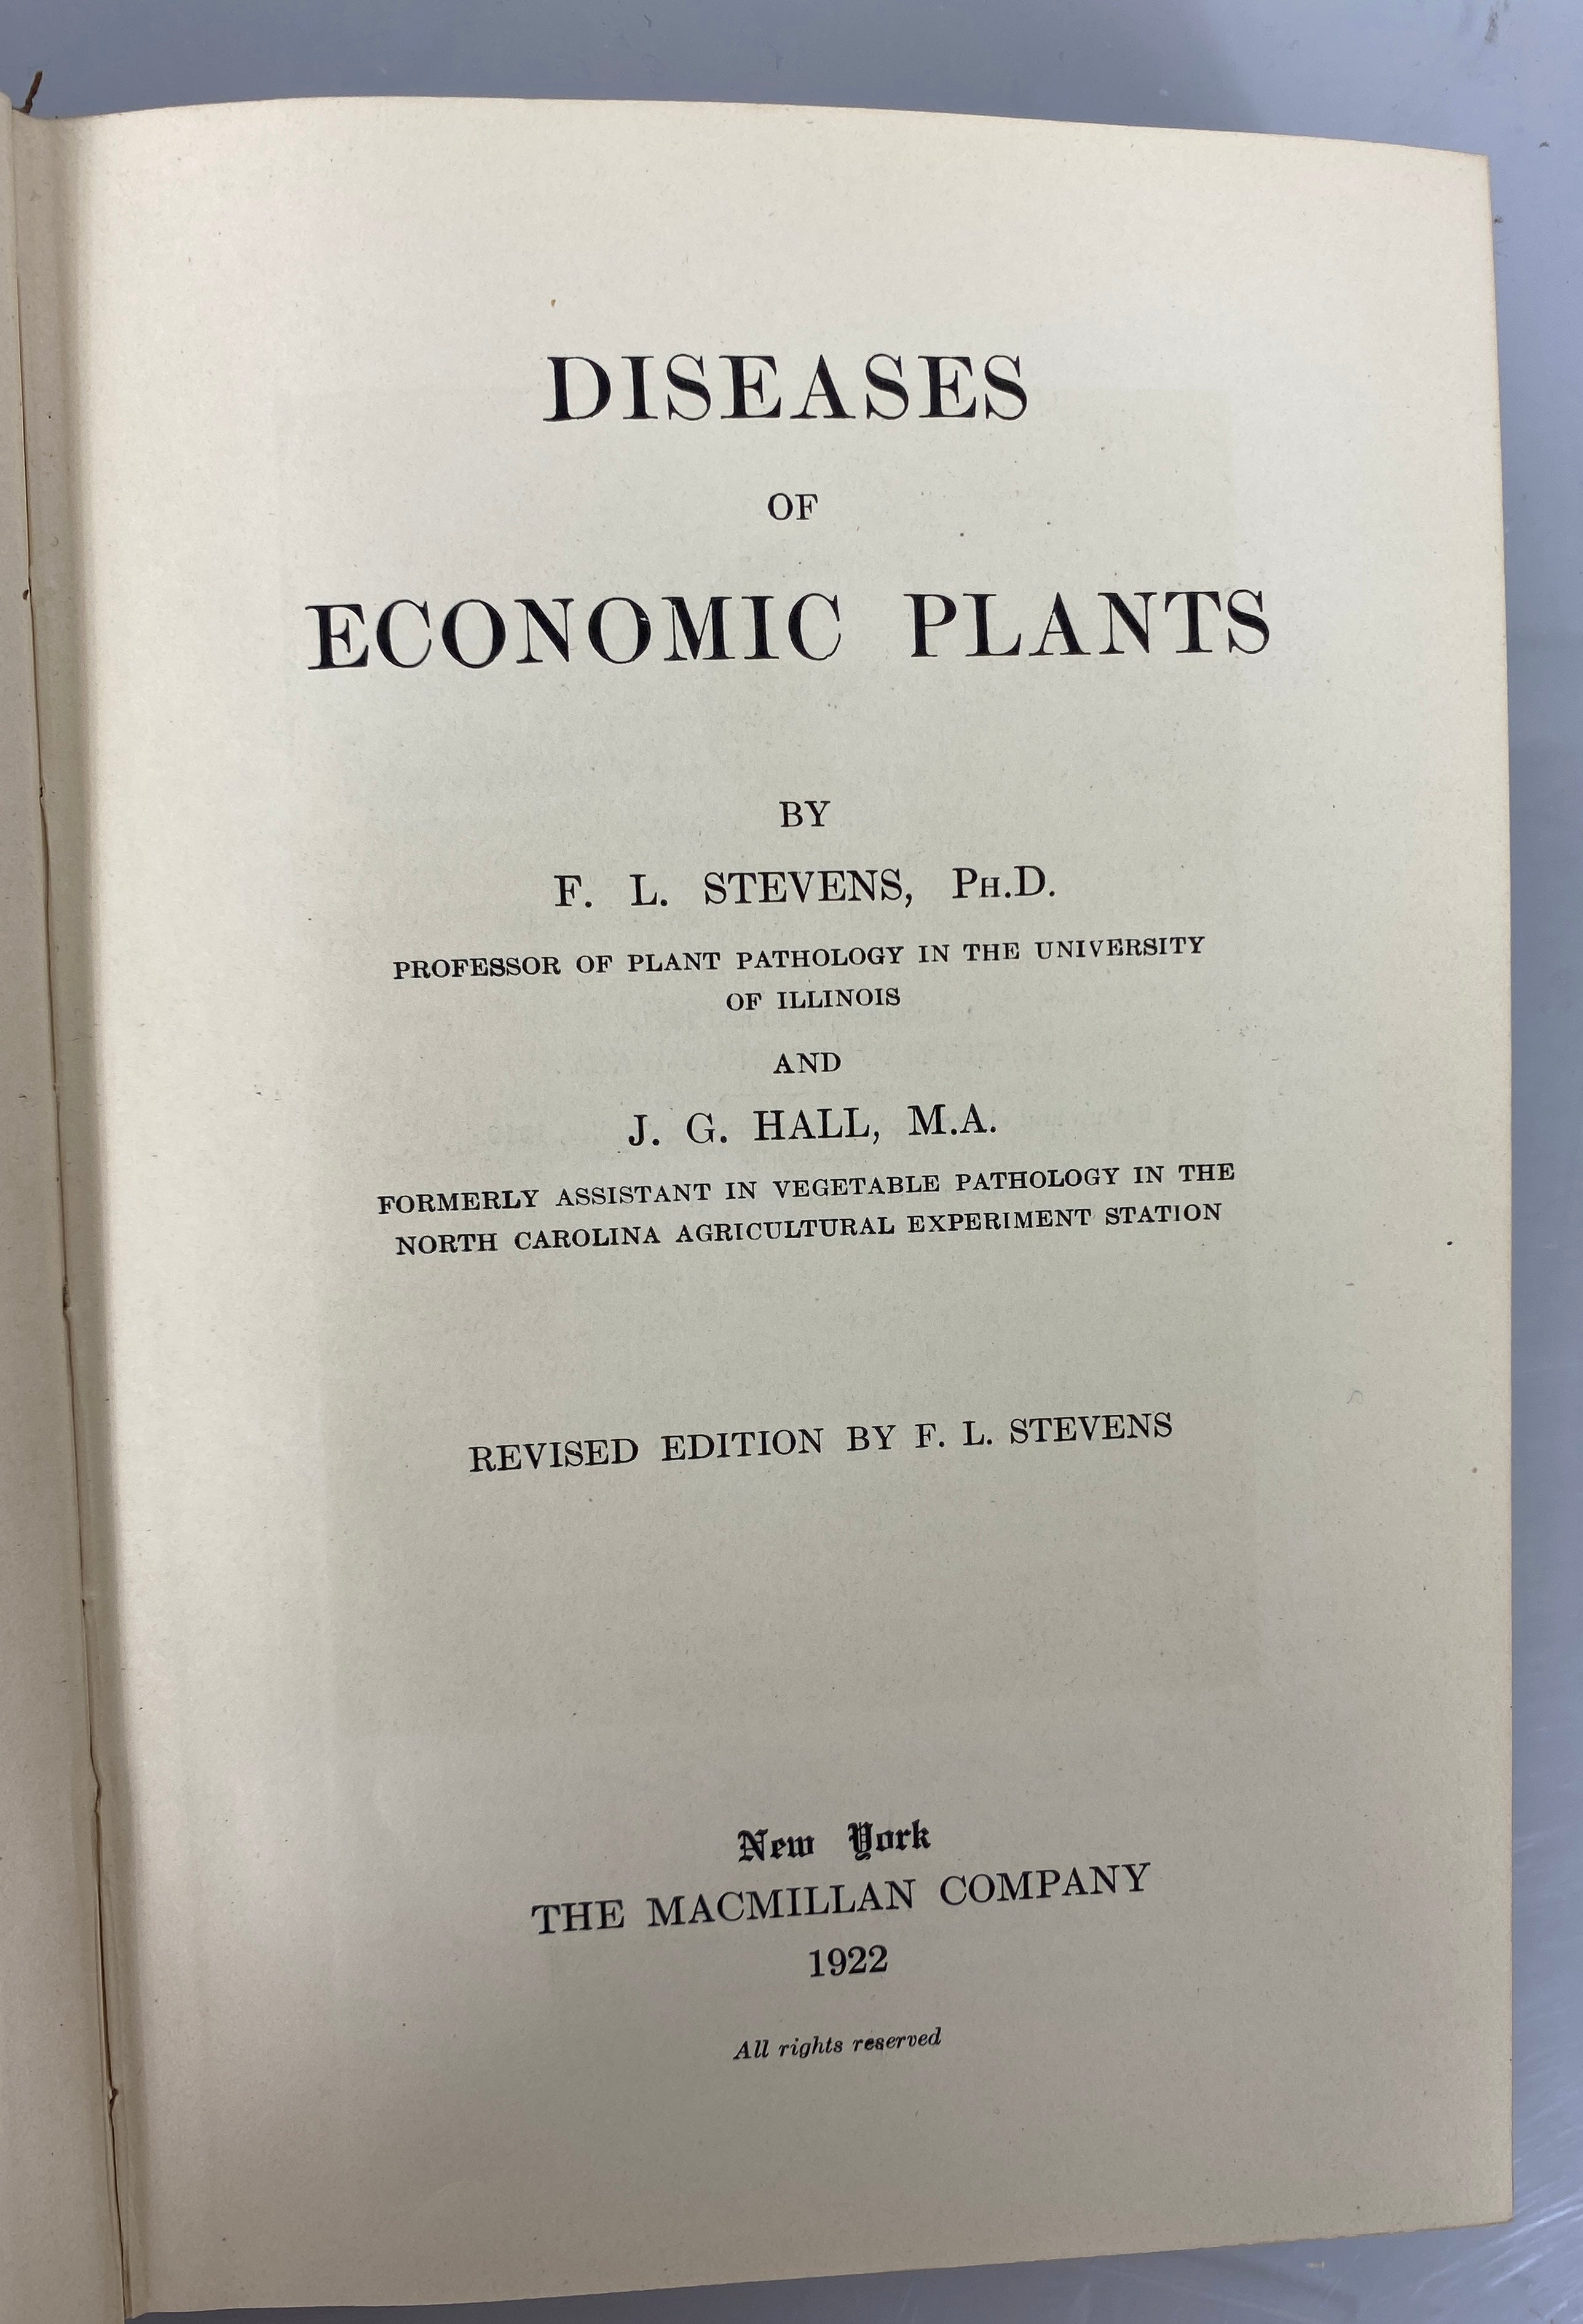 DISEASES
OF
ECONOMIC PLANTS
BY
F. L. STEVENS, PH.D.
PROFESSOR OF PLANT PATHOLOGY IN THE UNIVERSITY
OF ILLINOIS
AND
J. G. HALL, M.A.
FORMERLY ASSISTANT IN VEGETABLE PATHOLOGY IN THE
NORTH CAROLINA AGRICULTURAL EXPERIMENT STATION
REVISED EDITION BY F. L. STEVENS
New York
THE MACMILLAN COMPANY
1922
All rights reserved